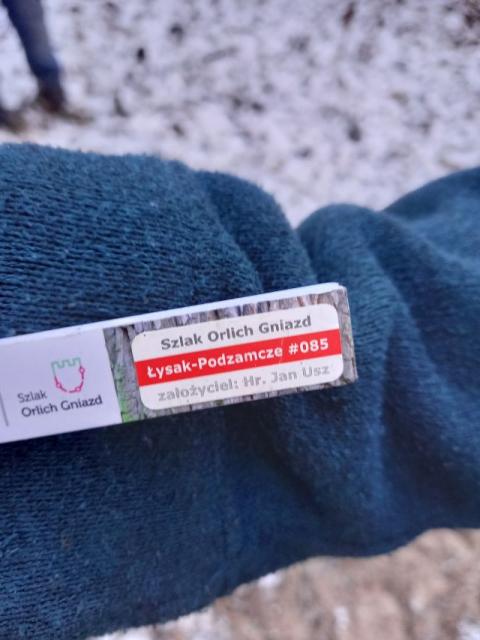 Szlak
Orlich Gniazd
Szlak Orlich Gniazd
Łysak-Podzamcze #085
założyciel: Hr. Jan Usz